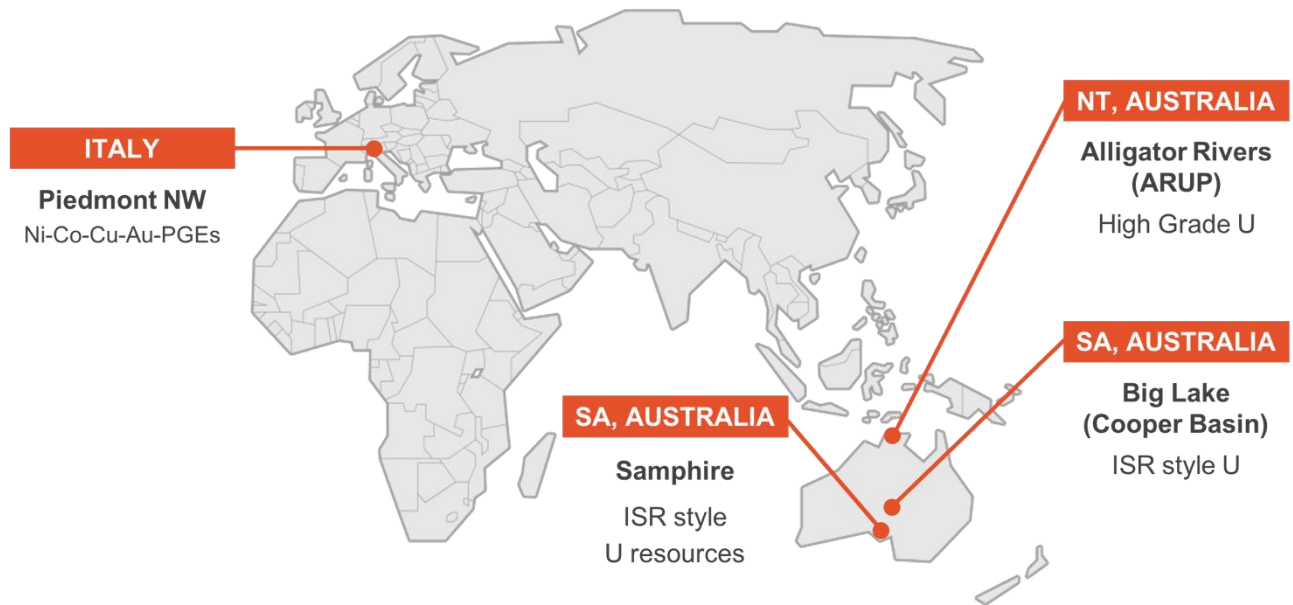 ITALY
Piedmont NW
Ni-Co-Cu-Au-PGEs
NT, AUSTRALIA
Alligator Rivers
(ARUP)
High Grade U
SA, AUSTRALIA
Big Lake
(Cooper Basin)
ISR style U
SA, AUSTRALIA
Samphire
ISR style
U resources